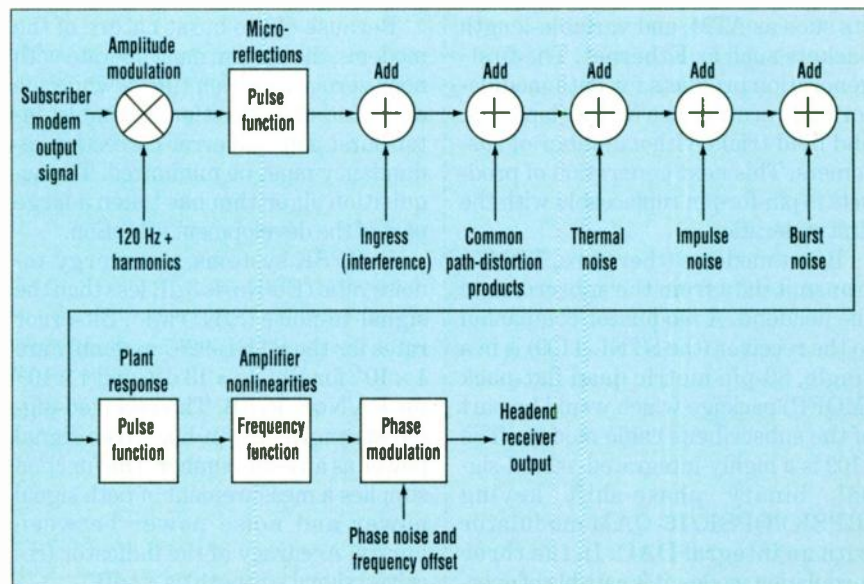 Amplitude
modulation
Micro-
reflections
Subscriber
modem
output
signal
Pulse
function
Add
Add
Add
Add
Add
120 Hz +
harmonics
Ingress
(interference)
Common
path-distortion
products
Thermal
noise
Impulse
noise
Burst
noise
Plant
response
Amplifier
nonlinearities
Phase
modulation
Pulse
function
Frequency
function
Headend
receiver
output
Phase noise and
frequency offset